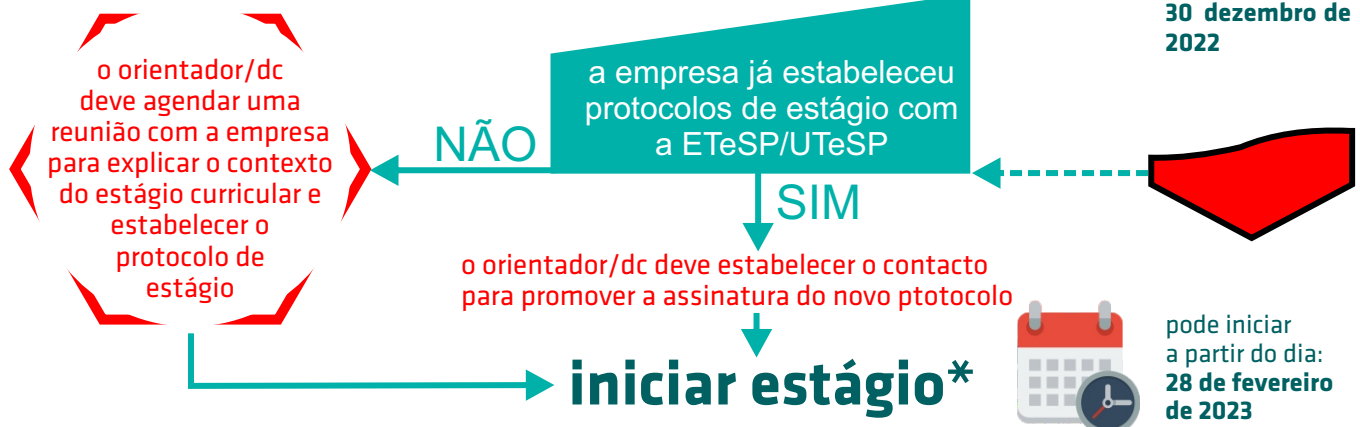 30 dezembro de
2022
o orientador/dc
deve agendar uma
reunião com a empresa
para explicar o contexto
do estágio curricular e
estabelecer o
protocolo de
estágio
NÃO
a empresa já estabeleceu
protocolos de estágio com
a ETeSP/UTeSP
SIM
o orientador/dc deve estabelecer o contacto
para promover a assinatura do novo ptotocolo
iniciar estágio*
pode iniciar
a partir do dia:
28 de fevereiro
de 2023